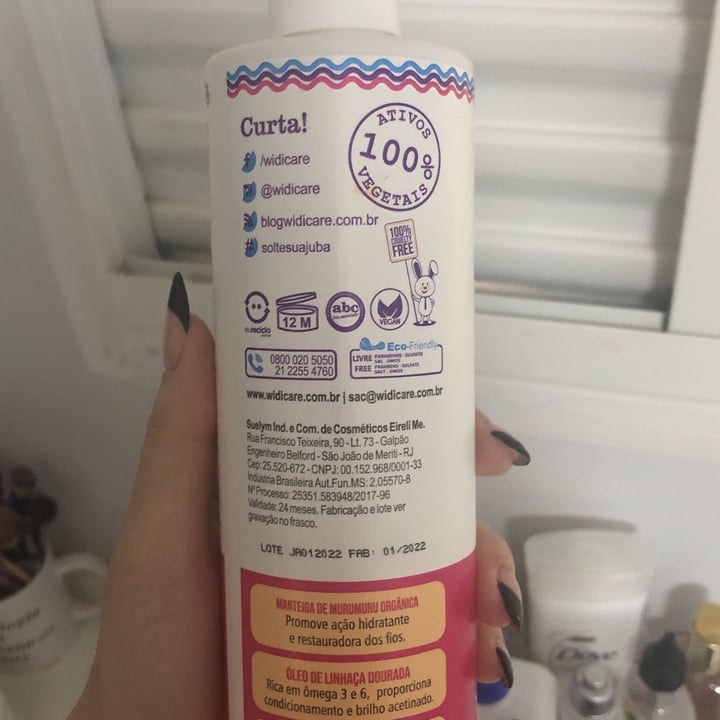 Curta!
ATIVOS
100%
VEGETAIS
/widicare
@widicare
blogwidicare.com.br
soltesuajuba
100%
CRUELTY
FREE
eureciclo
12 M
abc
VEGAN
Eco-Friendly
0800 020 5050
21 2255 4760
LIVRE PARABENOS - SULFATO
SAL - GMOS
FREE PARABENS - SULFATE
SALT - GMOS
www.widicare.com.br | sac@widicare.com.br
Suelym Ind. e Com. de Cosméticos Eireli Me.
Rua Francisco Teixeira, 90 - Lt. 73 - Galpão
Engenheiro Belford - São João de Meriti - RJ
Cep: 25.520-672 - CNPJ: 00.152.968/0001-33
Indústria Brasileira Aut.Fun.MS: 2.05570-8
Nº Processo: 25351.583948/2017-96
Validade: 24 meses. Fabricação e lote ver
gravação no frasco.
LOTE JA012022 FAB: 01/2022
MANTEIGA DE MURUMURU ORGÂNICA
Promove ação hidratante
e restauradora dos fios.
ÓLEO DE LINHAÇA DOURADA
Rica em ômega 3 e 6, proporciona
condicionamento e brilho acetinado.
Dove